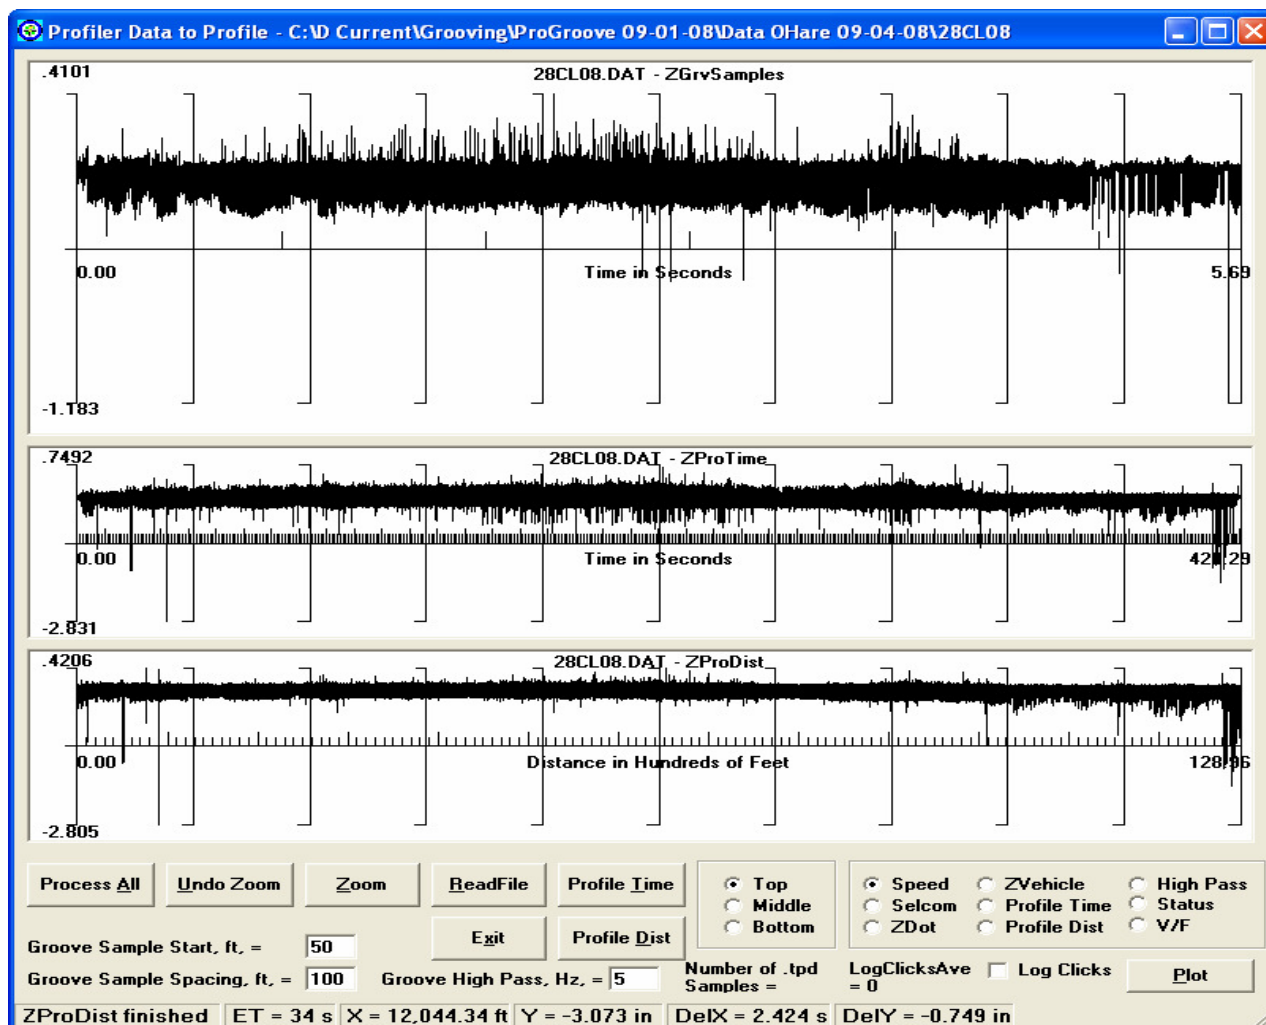 Profiler Data to Profile - C:\D Current\Grooving\ProGroove 09-01-08\Data OHare 09-04-08\28CL08
.4101
28CL08.DAT - ZGrvSamples
0.00 Time in Seconds 5.69
-1.183
.7492
28CL08.DAT - ZProTime
0.00 Time in Seconds
-2.831
.4206
28CL08.DAT - ZProDist
0.00 Distance in Hundreds of Feet 128.96
-2.805
Process All Undo Zoom Zoom ReadFile Profile Time
Exit Profile Dist
Top
Middle
Bottom
Speed ZVehicle High Pass
Selcom Profile Time Status
ZDot Profile Dist V/F
Groove Sample Start, ft, = 50
Groove Sample Spacing, ft, = 100 Groove High Pass, Hz, = 5
Number of .tpd
Samples =
LogClicksAve
= 0
Log Clicks
Plot
ZProDist finished ET = 34 s X = 12,044.34 ft Y = -3.073 in DelX = 2.424 s DelY = -0.749 in